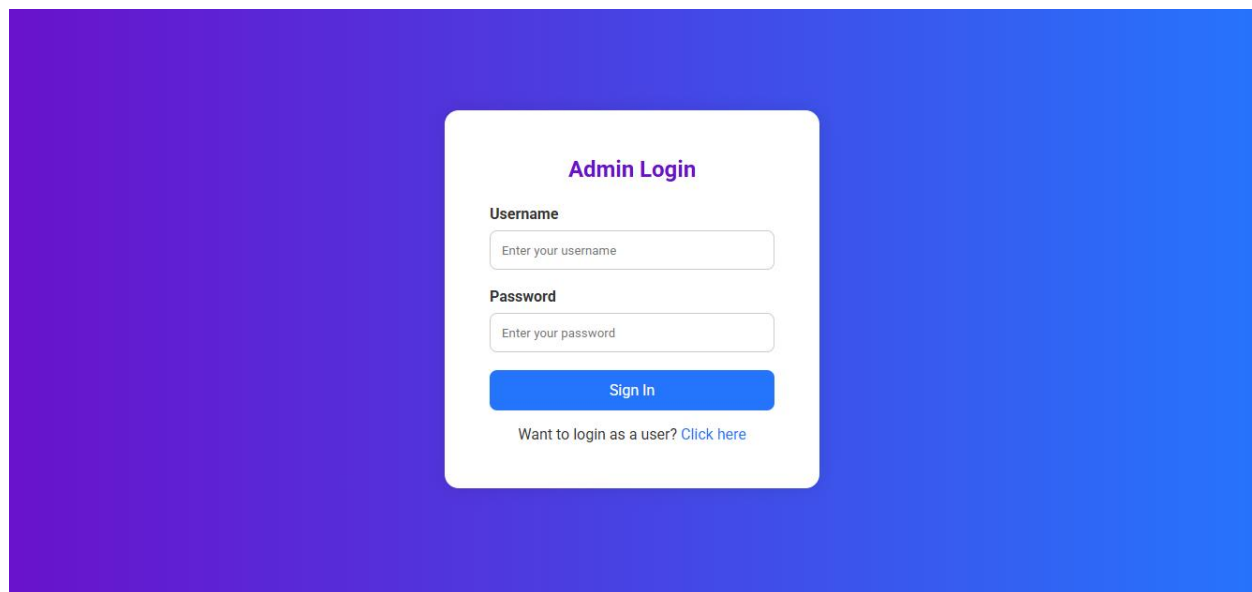 Admin Login
Username
Enter your username
Password
Enter your password
Sign In
Want to login as a user? Click here